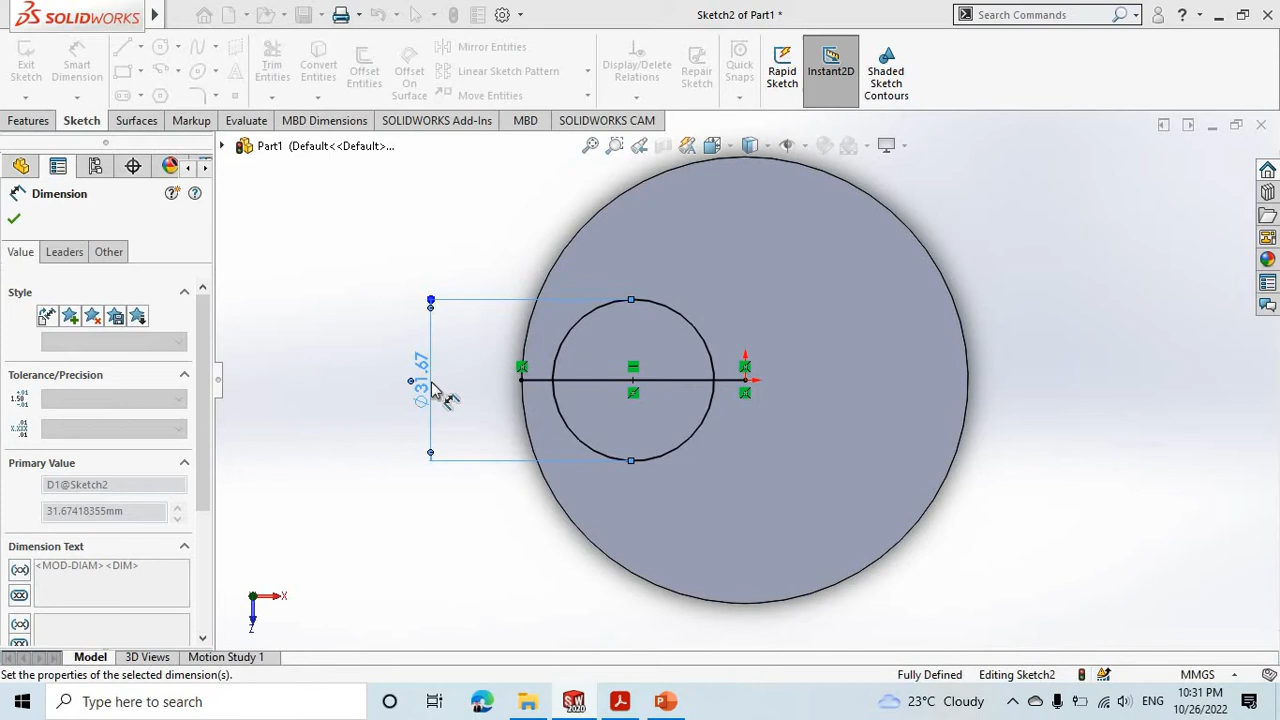 SOLIDWORKS
Sketch2 of Part1 *
Search Commands
Exit Sketch
Smart Dimension
Trim Entities
Convert Entities
Offset Entities
Offset On Surface
Mirror Entities
Linear Sketch Pattern
Move Entities
Display/Delete Relations
Repair Sketch
Quick Snaps
Rapid Sketch
Instant2D
Shaded Sketch Contours
Features
Sketch
Surfaces
Markup
Evaluate
MBD Dimensions
SOLIDWORKS Add-Ins
MBD
SOLIDWORKS CAM
Part1 (Default<<Default>...
Dimension
Value
Leaders
Other
Style
Tolerance/Precision
Primary Value
D1@Sketch2
31.67418355mm
Dimension Text
<MOD-DIAM><DIM>
∅31.67
X
Z
Model
3D Views
Motion Study 1
Set the properties of the selected dimension(s).
Fully Defined
Editing Sketch2
MMGS
Type here to search
23°C Cloudy
ENG
10:31 PM
10/26/2022